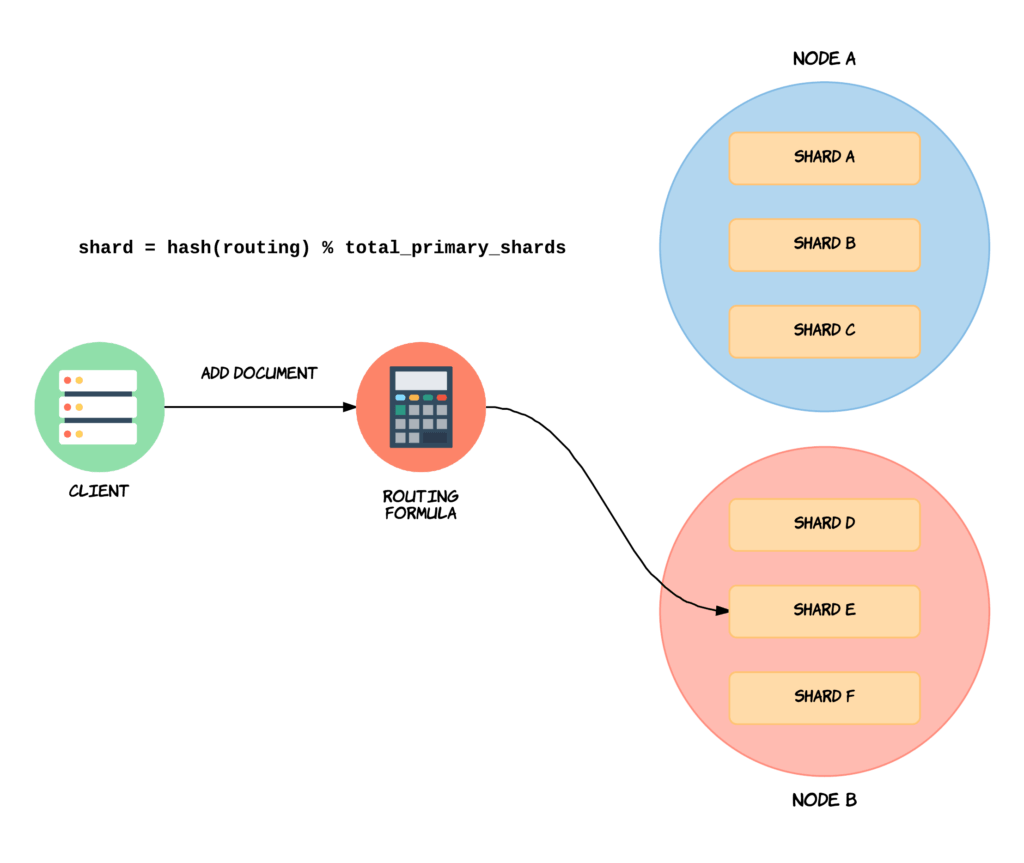 NODE A
SHARD A
SHARD B
SHARD C
shard = hash(routing) % total_primary_shards
ADD DOCUMENT
CLIENT
ROUTING
FORMULA
SHARD D
SHARD E
SHARD F
NODE B